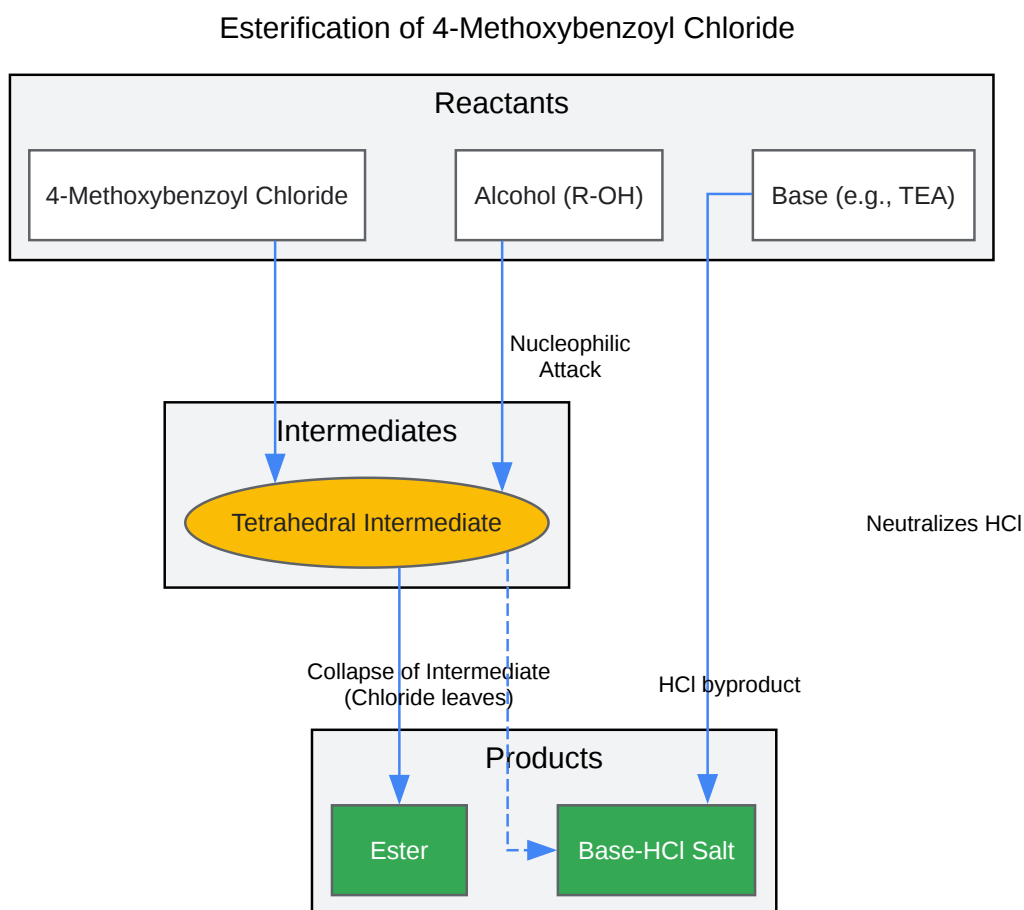 Esterification of 4-Methoxybenzoyl Chloride
Reactants
4-Methoxybenzoyl Chloride
Alcohol (R-OH)
Base (e.g., TEA)
Nucleophilic
Attack
Intermediates
Tetrahedral Intermediate
Neutralizes HCl
Collapse of Intermediate
(Chloride leaves)
HCl byproduct
Products
Ester
Base-HCl Salt